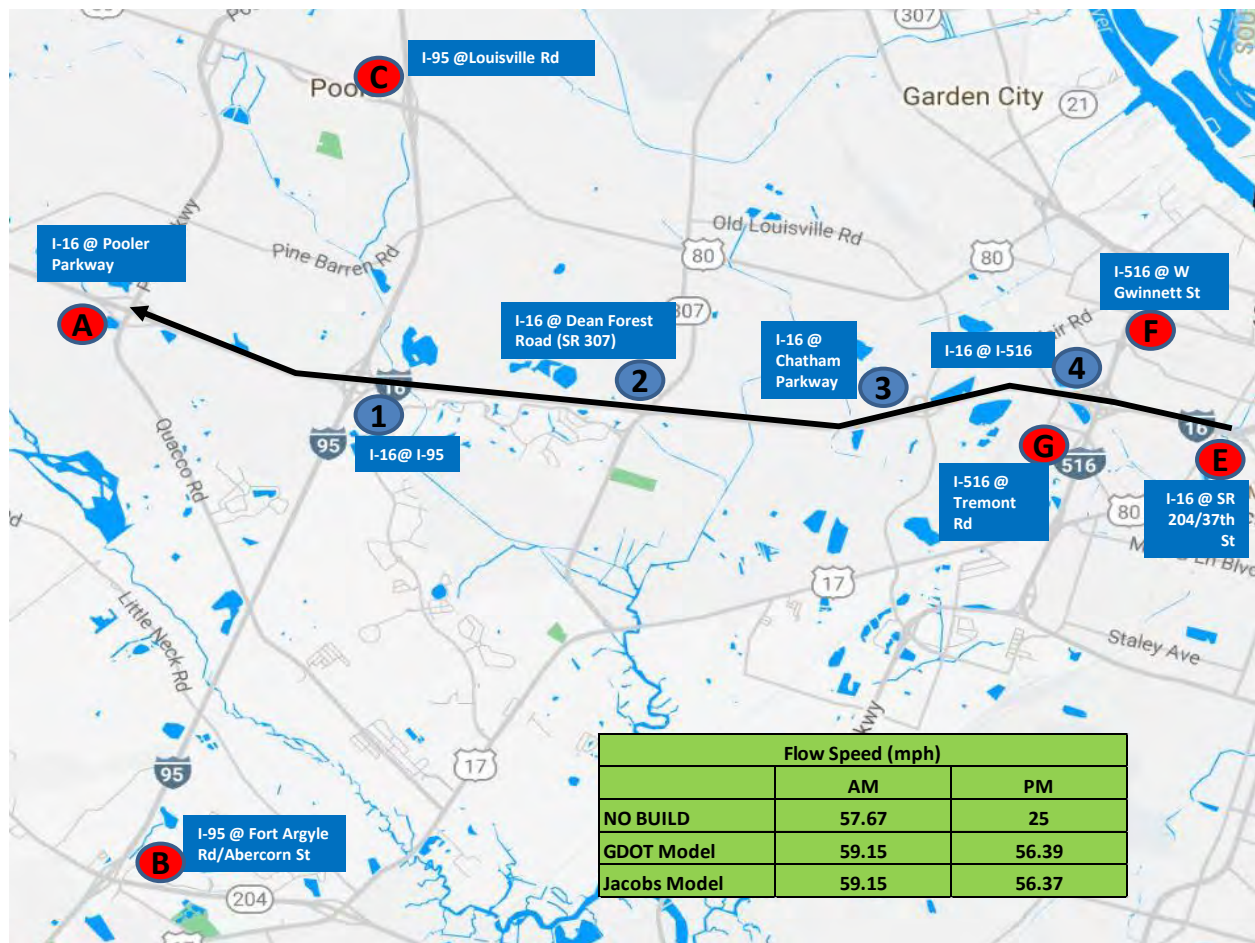 307
I-95 @Louisville Rd
C
Garden City
21
Pine Barren Rd
Old Louisville Rd
80
80
I-16 @ Pooler
Parkway
A
I-516 @ W
Gwinnett St
F
I-16 @ Dean Forest
Road (SR 307)
307
2
I-16 @
Chatham
Parkway
3
I-16 @ I-516
4
16
1
95
I-16@ I-95
Quacco Rd
G
516
16
E
I-516 @
Tremont
Rd
80
I-16 @ SR
204/37th
St
17
Little Neck Rd
Staley Ave
17
95
I-95 @ Fort Argyle
Rd/Abercorn St
B
204
Flow Speed (mph)
AM PM
NO BUILD 57.67 25
GDOT Model 59.15 56.39
Jacobs Model 59.15 56.37